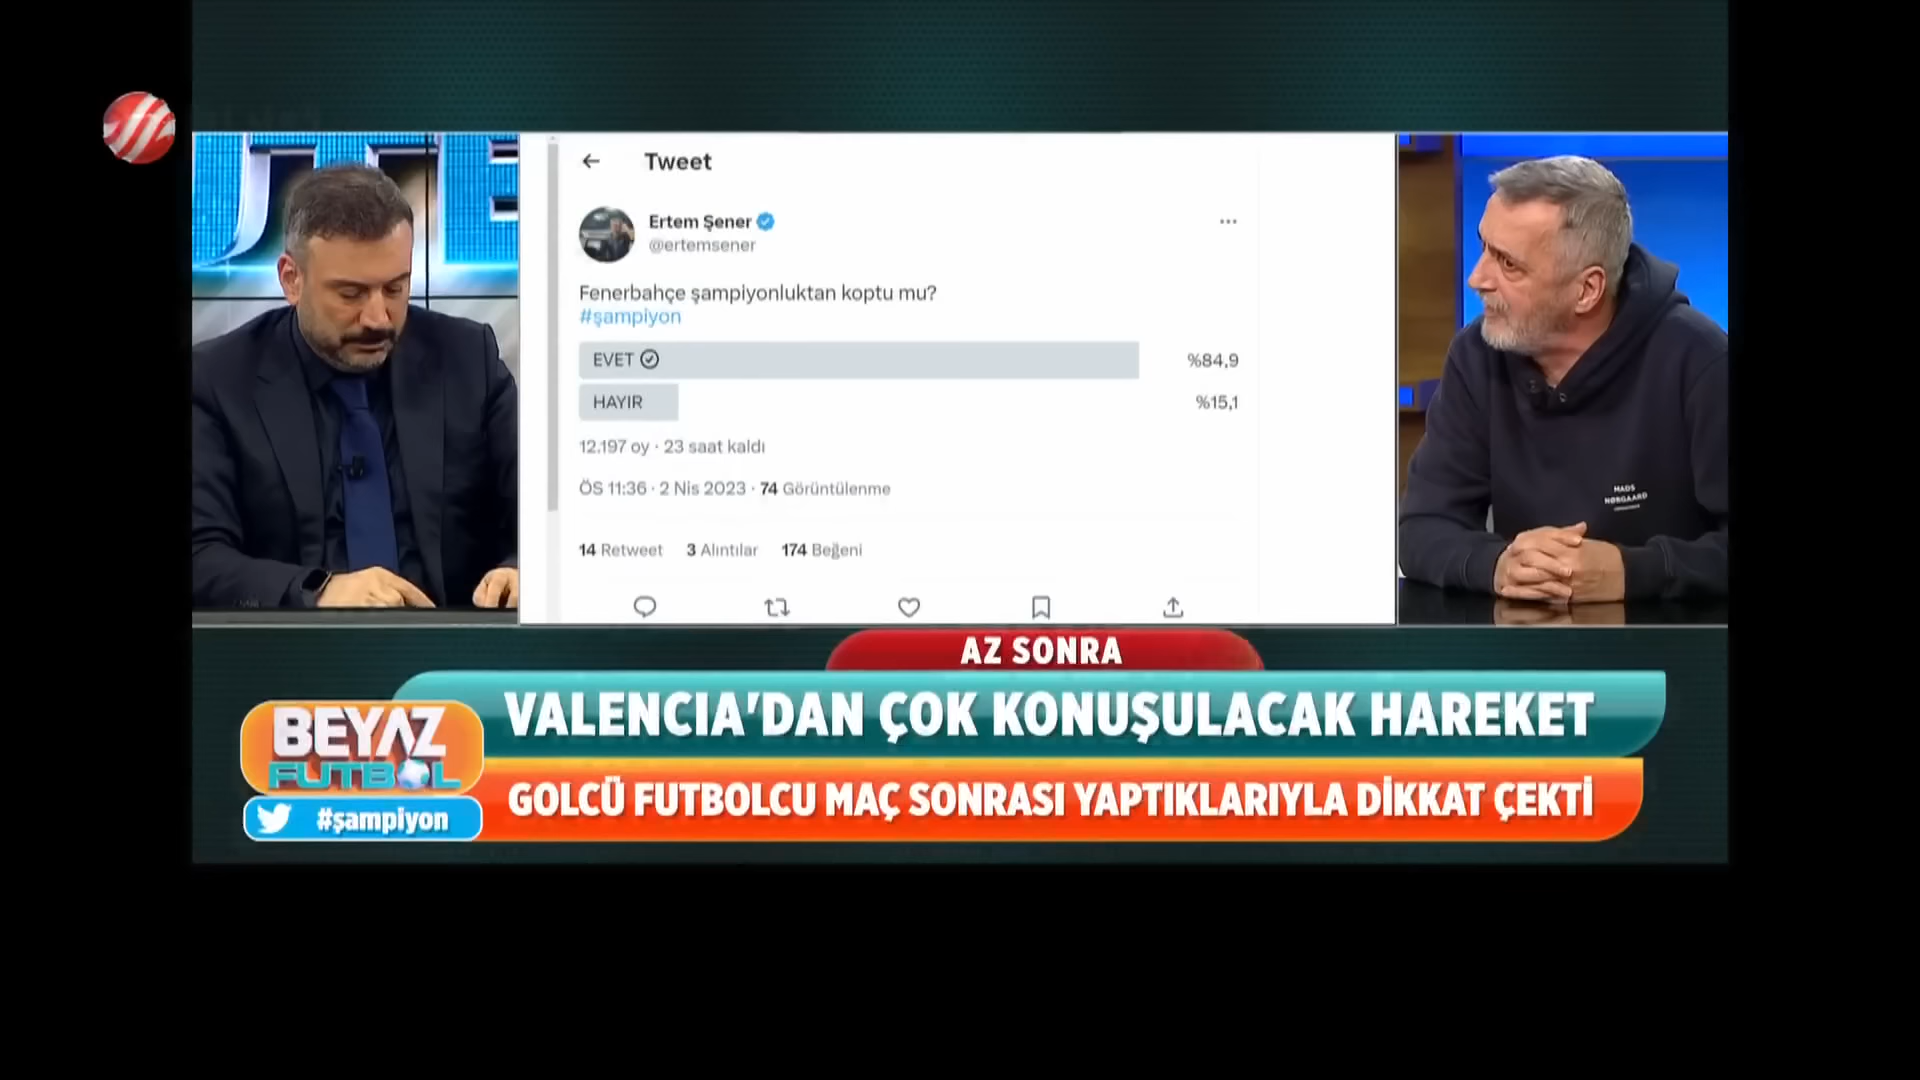 Tweet
Ertem Şener
@ertemsener
Fenerbahçe şampiyonluktan koptu mu?
#şampiyon
EVET %84,9
HAYIR %15,1
12.197 oy · 23 saat kaldı
ÖS 11:36 · 2 Nis 2023 · 74 Görüntülenme
14 Retweet 3 Alıntılar 174 Beğeni
MADS
NØRGAARD
AZ SONRA
VALENCIA'DAN ÇOK KONUŞULACAK HAREKET
GOLCÜ FUTBOLCU MAÇ SONRASI YAPTIKLARIYLA DİKKAT ÇEKTİ
BEYAZ
FUTBOL
#şampiyon